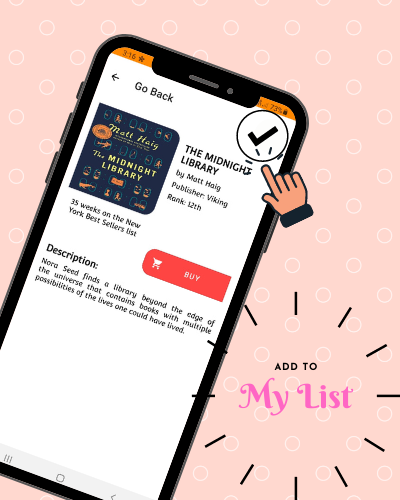 3:16
73%
Go Back
Matt Haig
The MIDNIGHT
LIBRARY
THE MIDNIGHT
LIBRARY
by Matt Haig
Publisher: Viking
Rank: 12th
35 weeks on the New
York Best Sellers list
BUY
Description:
Nora Seed finds a library beyond the edge of
the universe that contains books with multiple
possibilities of the lives one could have lived.
ADD TO
My List